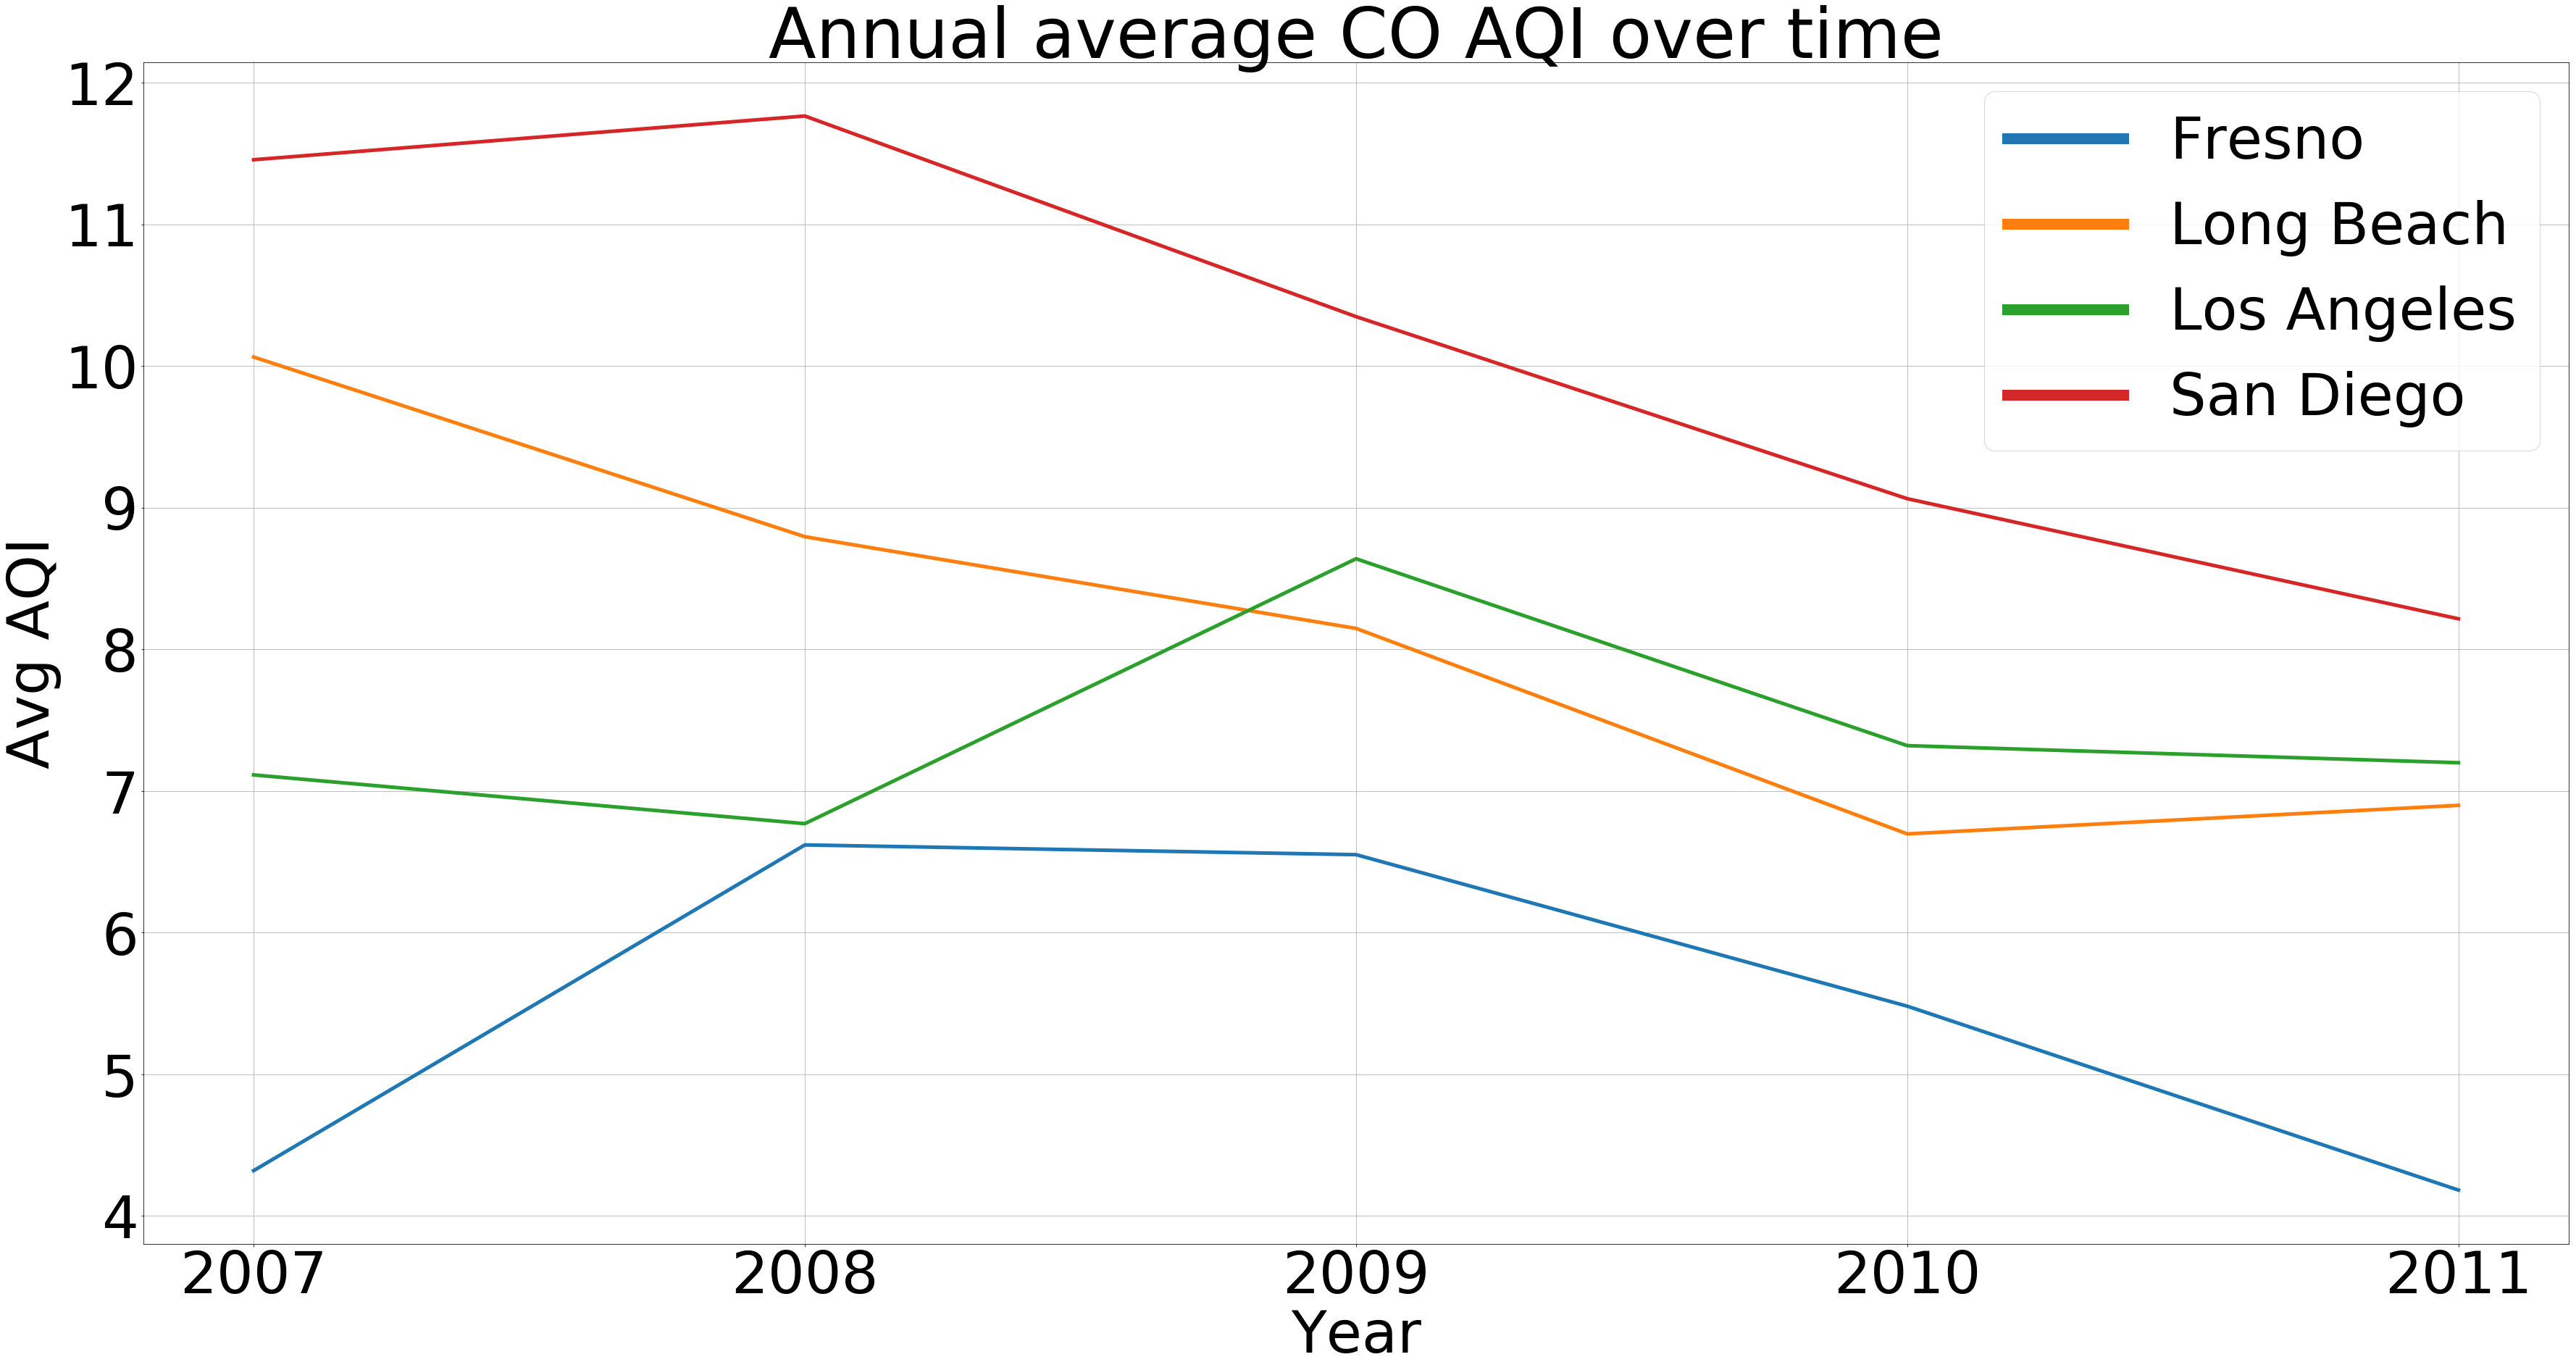 Annual average CO AQI over time
12
11
10
9
8
7
6
5
4
Avg AQI
Fresno
Long Beach
Los Angeles
San Diego
2007 2008 2009 2010 2011
Year